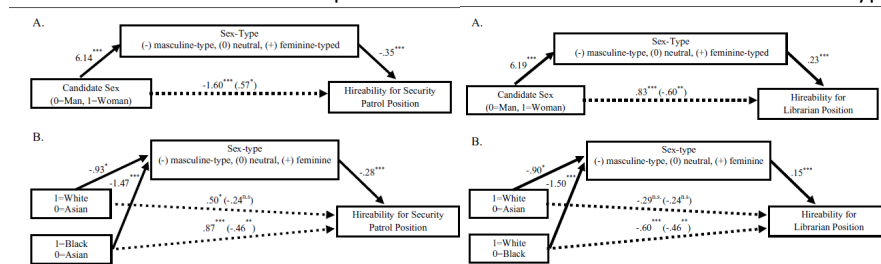 A.
Sex-Type
(-) masculine-type, (0) neutral, (+) feminine-typed
6.14***
-.35***
Candidate Sex
(0=Man, 1=Woman)
-1.60*** (.57*)
Hireability for Security
Patrol Position
B.
Sex-type
(-) masculine-type, (0) neutral, (+) feminine
-.93*
-1.47***
-.28***
1=White
0=Asian
.50* (-.24n.s)
Hireability for Security
Patrol Position
1=Black
0=Asian
.87*** (-.46**)
A.
Sex-Type
(-) masculine-type, (0) neutral, (+) feminine-typed
6.19***
.23***
Candidate Sex
(0=Man, 1=Woman)
.83*** (-.60**)
Hireability for
Librarian Position
B.
Sex-type
(-) masculine-type, (0) neutral, (+) feminine
-.90*
-1.50***
.15***
1=White
0=Asian
-.29n.s. (-.24n.s)
Hireability for
Librarian Position
1=White
0=Black
-.60*** (-.46**)